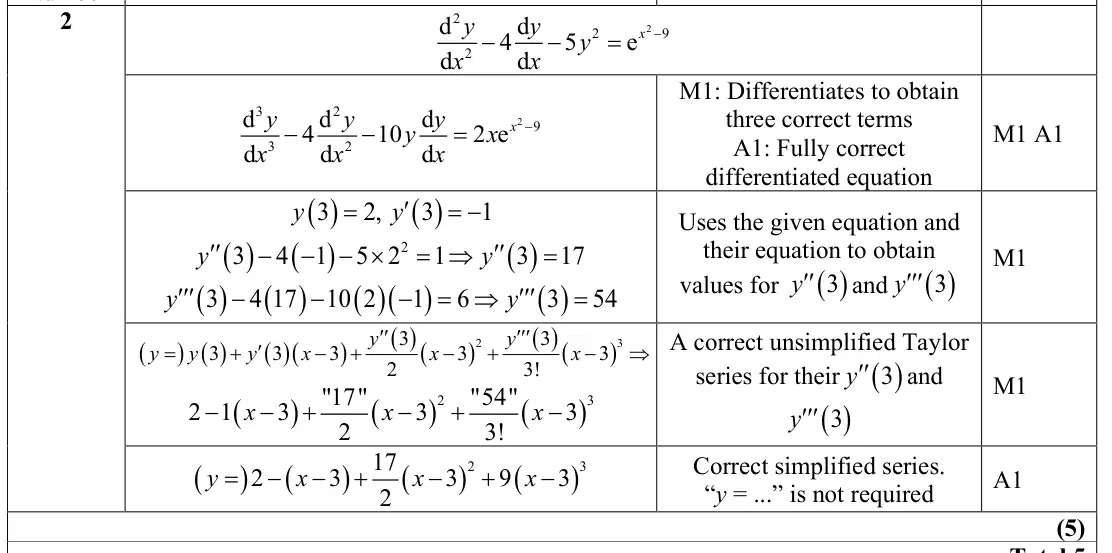 2
d²y/dx² − 4 dy/dx − 5y² = e^(x²−9)
d³y/dx³ − 4 d²y/dx² − 10y dy/dx = 2xe^(x²−9)
M1: Differentiates to obtain
three correct terms
A1: Fully correct
differentiated equation
M1 A1
y(3) = 2, y′(3) = −1
y″(3) − 4(−1) − 5 × 2² = 1 ⇒ y″(3) = 17
y‴(3) − 4(17) − 10(2)(−1) = 6 ⇒ y‴(3) = 54
Uses the given equation and
their equation to obtain
values for y″(3) and y‴(3)
M1
(y =) y(3) + y′(3)(x − 3) + y″(3)/2 (x − 3)² + y‴(3)/3! (x − 3)³ ⇒
2 − 1(x − 3) + "17"/2 (x − 3)² + "54"/3! (x − 3)³
A correct unsimplified Taylor
series for their y″(3) and
y‴(3)
M1
(y =) 2 − (x − 3) + 17/2 (x − 3)² + 9(x − 3)³
Correct simplified series.
“y = ...” is not required
A1
(5)